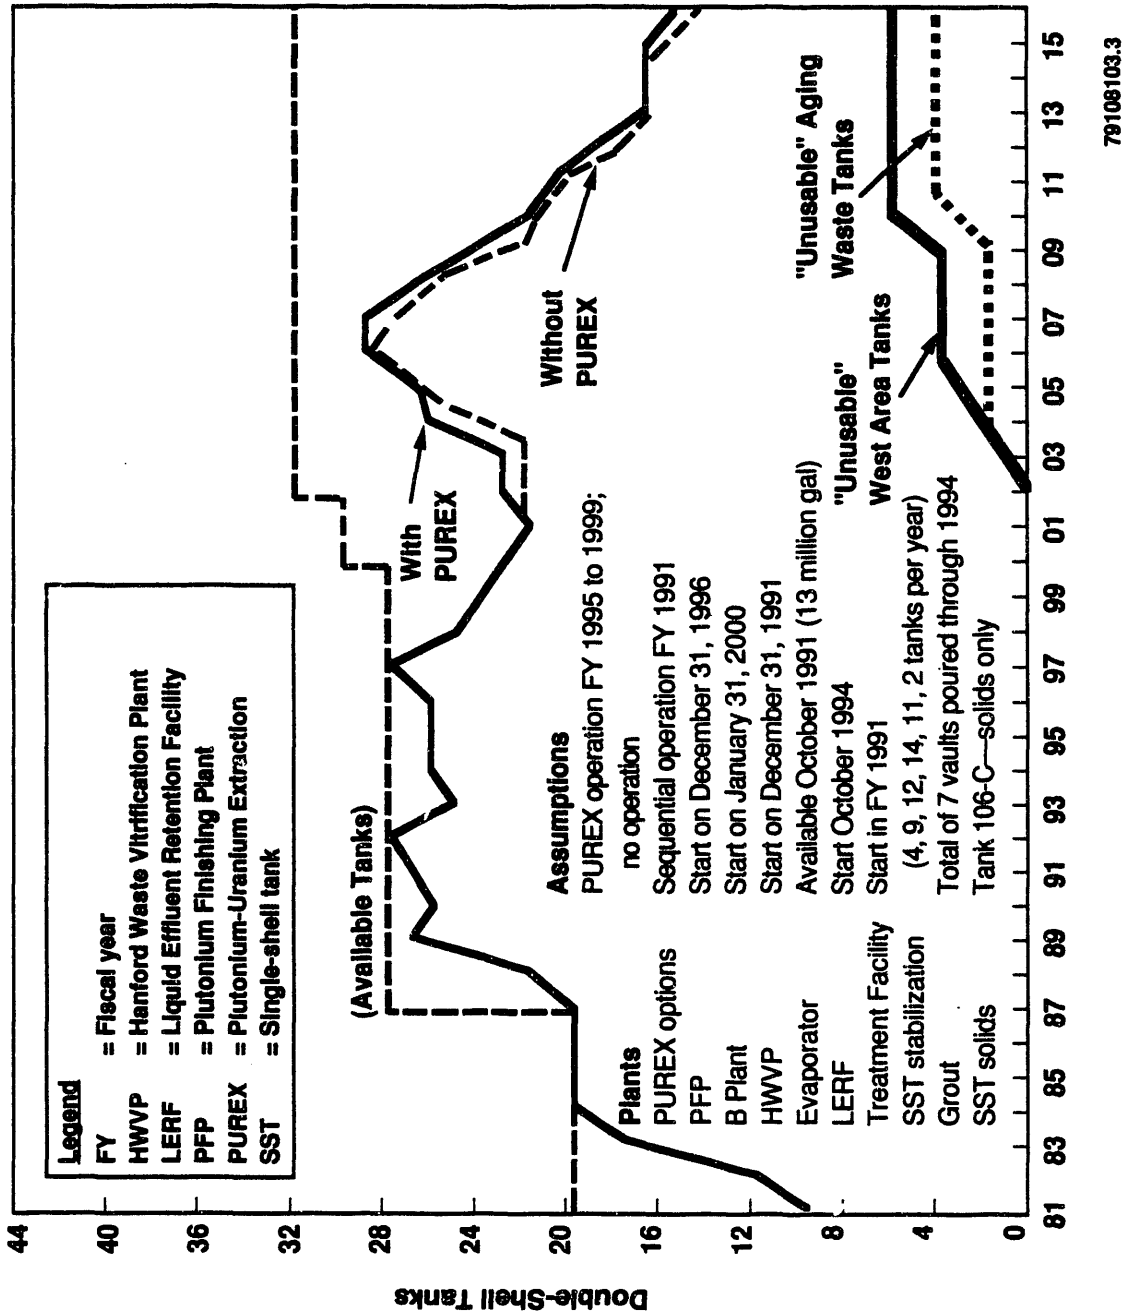 Double-Shell Tanks
44
40
36
32
28
24
20
16
12
8
4
0
Legend
FY = Fiscal year
HWVP = Hanford Waste Vitrification Plant
LERF = Liquid Effluent Retention Facility
PFP = Plutonium Finishing Plant
PUREX = Plutonium-Uranium Extraction
SST = Single-shell tank
(Available Tanks)
With
PUREX
Without
PUREX
Assumptions
PUREX operation FY 1995 to 1999;
Plants no operation
PUREX options Sequential operation FY 1991
PFP Start on December 31, 1996
B Plant Start on January 31, 2000
HWVP Start on December 31, 1991
Evaporator Available October 1991 (13 million gal)
LERF Start October 1994
Treatment Facility Start in FY 1991
SST stabilization (4, 9, 12, 14, 11, 2 tanks per year)
Grout Total of 7 vaults poured through 1994
SST solids Tank 106-C—solids only
"Unusable"
West Area Tanks
"Unusable" Aging
Waste Tanks
81 83 85 87 89 91 93 95 97 99 01 03 05 07 09 11 13 15
79108103.3